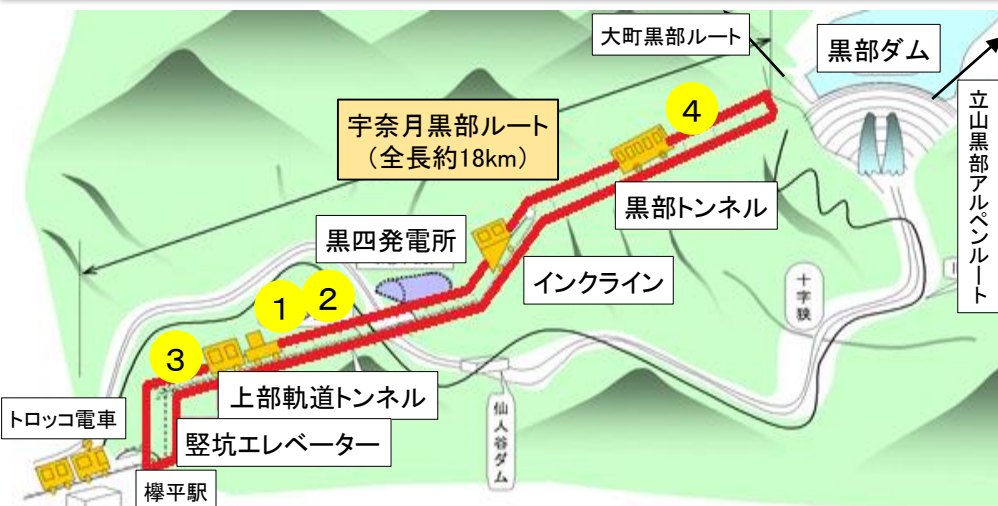 大町黒部ルート
黒部ダム
立山黒部アルペンルート
宇奈月黒部ルート
（全長約18km）
4
黒部トンネル
黒四発電所
インクライン
十字峡
1
2
3
上部軌道トンネル
仙人谷ダム
トロッコ電車
竪坑エレベーター
欅平駅